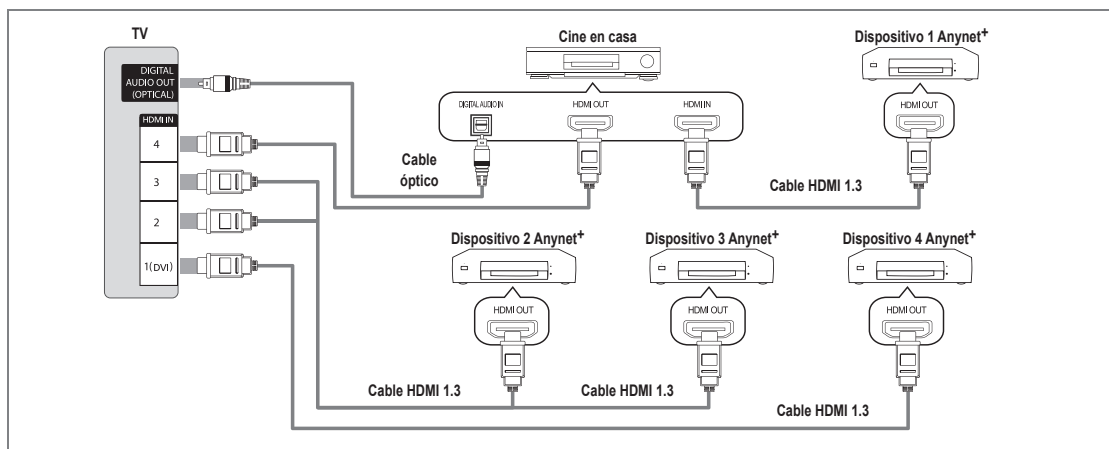 TV
DIGITAL
AUDIO OUT
(OPTICAL)
HDMI IN
4
3
2
1(DVI)
Cine en casa
DIGITAL AUDIO IN
HDMI OUT
HDMI IN
Cable
óptico
Dispositivo 1 Anynet+
HDMI OUT
Cable HDMI 1.3
Dispositivo 2 Anynet+
HDMI OUT
Dispositivo 3 Anynet+
HDMI OUT
Dispositivo 4 Anynet+
HDMI OUT
Cable HDMI 1.3
Cable HDMI 1.3
Cable HDMI 1.3